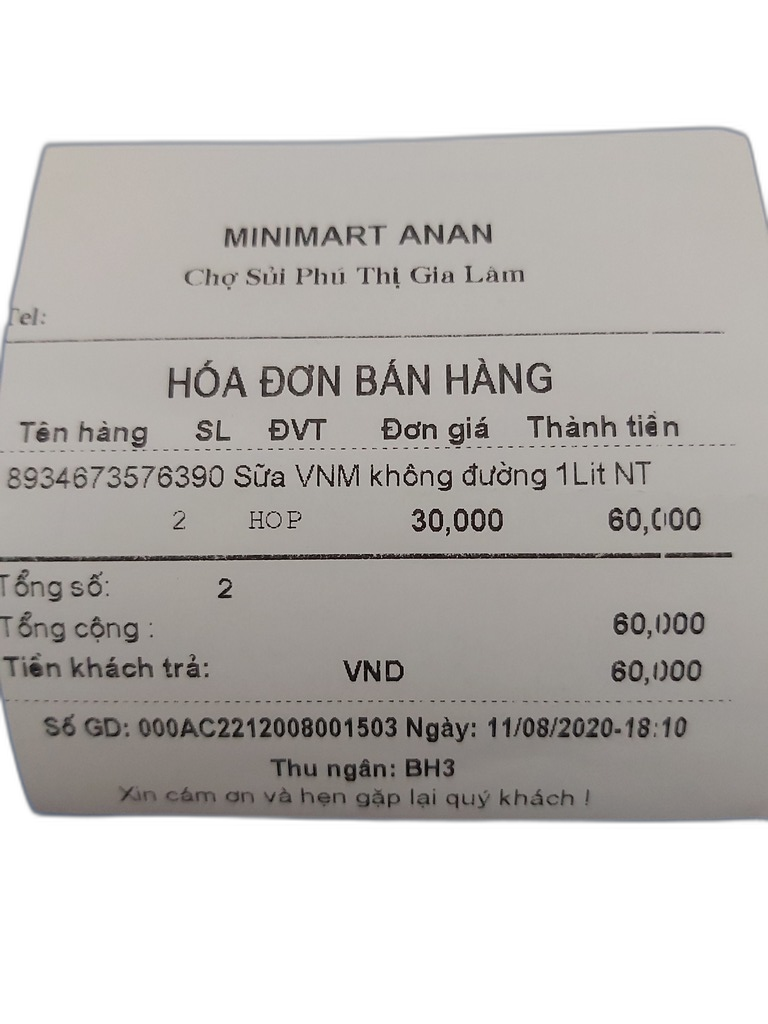 MINIMART ANAN
Chợ Sủi Phú Thị Gia Lâm
Tel:
HÓA ĐƠN BÁN HÀNG
Tên hàng SL ĐVT Đơn giá Thành tiền
8934673576390 Sữa VNM không đường 1Lit NT
2 HOP 30,000 60,000
Tổng số: 2
Tổng cộng : 60,000
Tiền khách trả: VND 60,000
Số GD: 000AC2212008001503 Ngày: 11/08/2020-18:10
Thu ngân: BH3
Xin cám ơn và hẹn gặp lại quý khách !